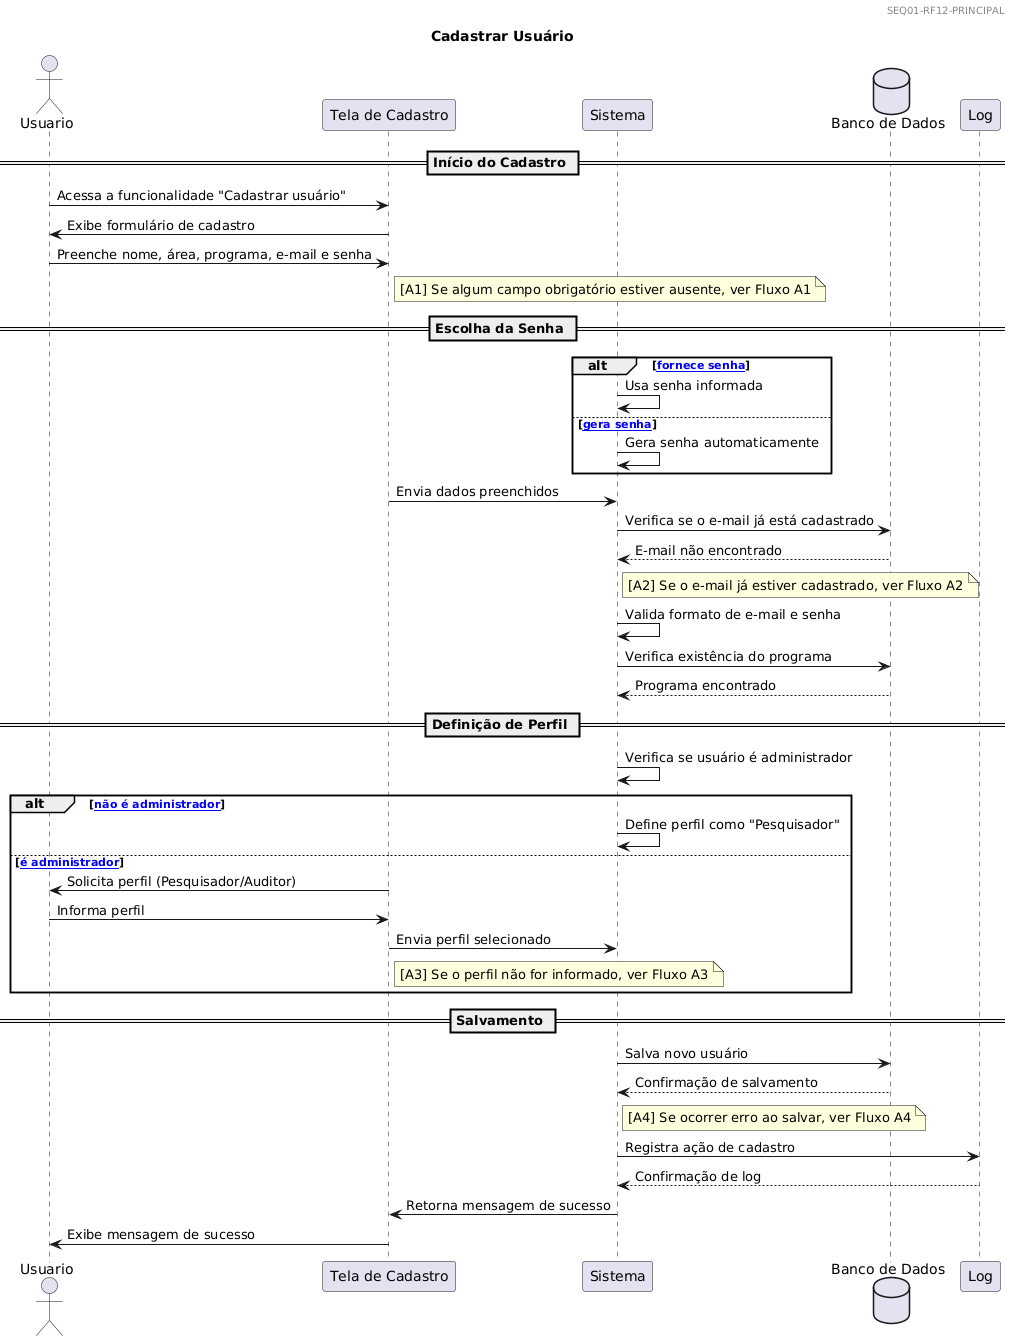 SEQ01-RF12-PRINCIPAL
Cadastrar Usuário
Usuario
Tela de Cadastro
Sistema
Banco de Dados
Log
Início do Cadastro
Acessa a funcionalidade "Cadastrar usuário"
Exibe formulário de cadastro
Preenche nome, área, programa, e-mail e senha
[A1] Se algum campo obrigatório estiver ausente, ver Fluxo A1
Escolha da Senha
alt [fornece senha]
Usa senha informada
[gera senha]
Gera senha automaticamente
Envia dados preenchidos
Verifica se o e-mail já está cadastrado
E-mail não encontrado
[A2] Se o e-mail já estiver cadastrado, ver Fluxo A2
Valida formato de e-mail e senha
Verifica existência do programa
Programa encontrado
Definição de Perfil
Verifica se usuário é administrador
alt [não é administrador]
Define perfil como "Pesquisador"
[é administrador]
Solicita perfil (Pesquisador/Auditor)
Informa perfil
Envia perfil selecionado
[A3] Se o perfil não for informado, ver Fluxo A3
Salvamento
Salva novo usuário
Confirmação de salvamento
[A4] Se ocorrer erro ao salvar, ver Fluxo A4
Registra ação de cadastro
Confirmação de log
Retorna mensagem de sucesso
Exibe mensagem de sucesso
Usuario
Tela de Cadastro
Sistema
Banco de Dados
Log